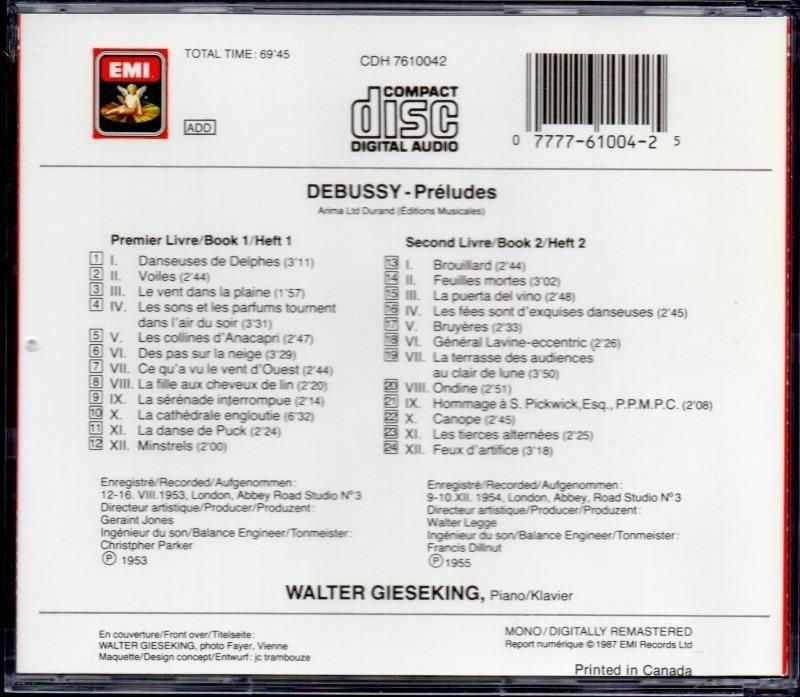 EMI
TOTAL TIME: 69'45
ADD
CDH 7610042
COMPACT
disc
DIGITAL AUDIO
0 7777-61004-2 5
DEBUSSY - Préludes
Arima Ltd Durand (Éditions Musicales)
Premier Livre/Book 1/Heft 1
1 I. Danseuses de Delphes (3'11)
2 II. Voiles (2'44)
3 III. Le vent dans la plaine (1'57)
4 IV. Les sons et les parfums tournent
dans l'air du soir (3'31)
5 V. Les collines d'Anacapri (2'47)
6 VI. Des pas sur la neige (3'29)
7 VII. Ce qu'a vu le vent d'Ouest (2'44)
8 VIII. La fille aux cheveux de lin (2'20)
9 IX. La sérénade interrompue (2'14)
10 X. La cathédrale engloutie (6'32)
11 XI. La danse de Puck (2'24)
12 XII. Minstrels (2'00)
Enregistré/Recorded/Aufgenommen:
12-16. VIII.1953, London, Abbey Road Studio Nº3
Directeur artistique/Producer/Produzent:
Geraint Jones
Ingénieur du son/Balance Engineer/Tonmeister:
Christpher Parker
℗ 1953
Second Livre/Book 2/Heft 2
13 I. Brouillard (2'44)
14 II. Feuilles mortes (3'02)
15 III. La puerta del vino (2'48)
16 IV. Les fées sont d'exquises danseuses (2'45)
17 V. Bruyères (2'33)
18 VI. Général Lavine-eccentric (2'26)
19 VII. La terrasse des audiences
au clair de lune (3'50)
20 VIII. Ondine (2'51)
21 IX. Hommage à S. Pickwick, Esq., P.P.M.P.C. (2'08)
22 X. Canope (2'45)
23 XI. Les tierces alternées (2'25)
24 XII. Feux d'artifice (3'18)
Enregistré/Recorded/Aufgenommen:
9-10.XII. 1954, London, Abbey Road Studio Nº3
Directeur artistique/Producer/Produzent:
Walter Legge
Ingénieur du son/Balance Engineer/Tonmeister:
Francis Dillnut
℗ 1955
WALTER GIESEKING, Piano/Klavier
En couverture/Front over/Titelseite:
WALTER GIESEKING, photo Fayer, Vienne
Maquette/Design concept/Entwurf: jc trambouze
MONO/DIGITALLY REMASTERED
Report numérique © 1987 EMI Records Ltd
Printed in Canada